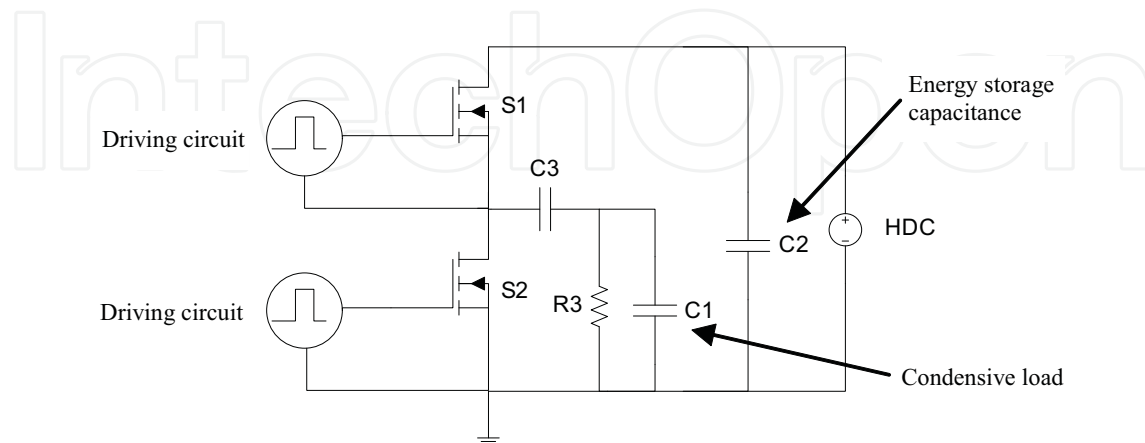 IntechOpen
Energy storage
capacitance
S1
Driving circuit
C3
+
HDC
−
C2
S2
R3
C1
Driving circuit
Condensive load